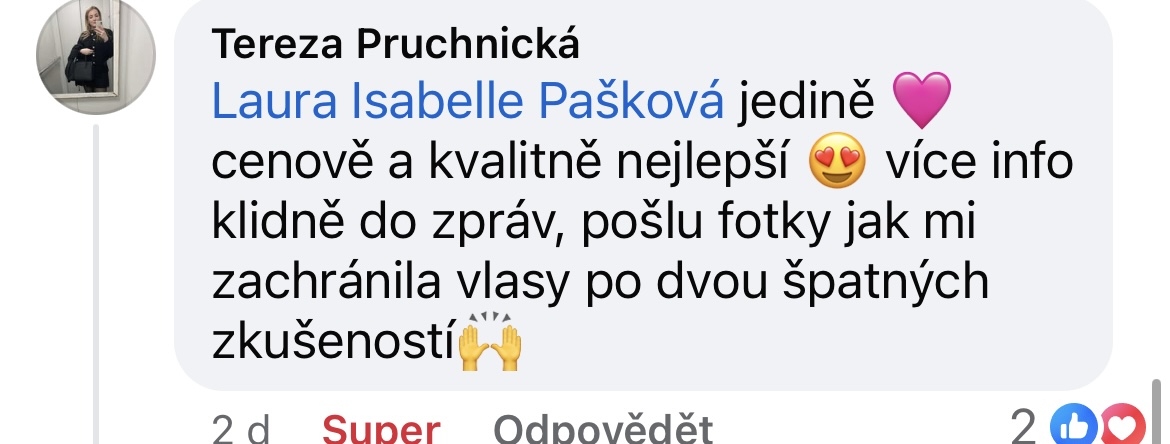 Tereza Pruchnická
Laura Isabelle Pašková jedině 🩷
cenově a kvalitně nejlepší 😍 více info
klidně do zpráv, pošlu fotky jak mi
zachránila vlasy po dvou špatných
zkušeností🙌
2 d Super Odpovědět 2